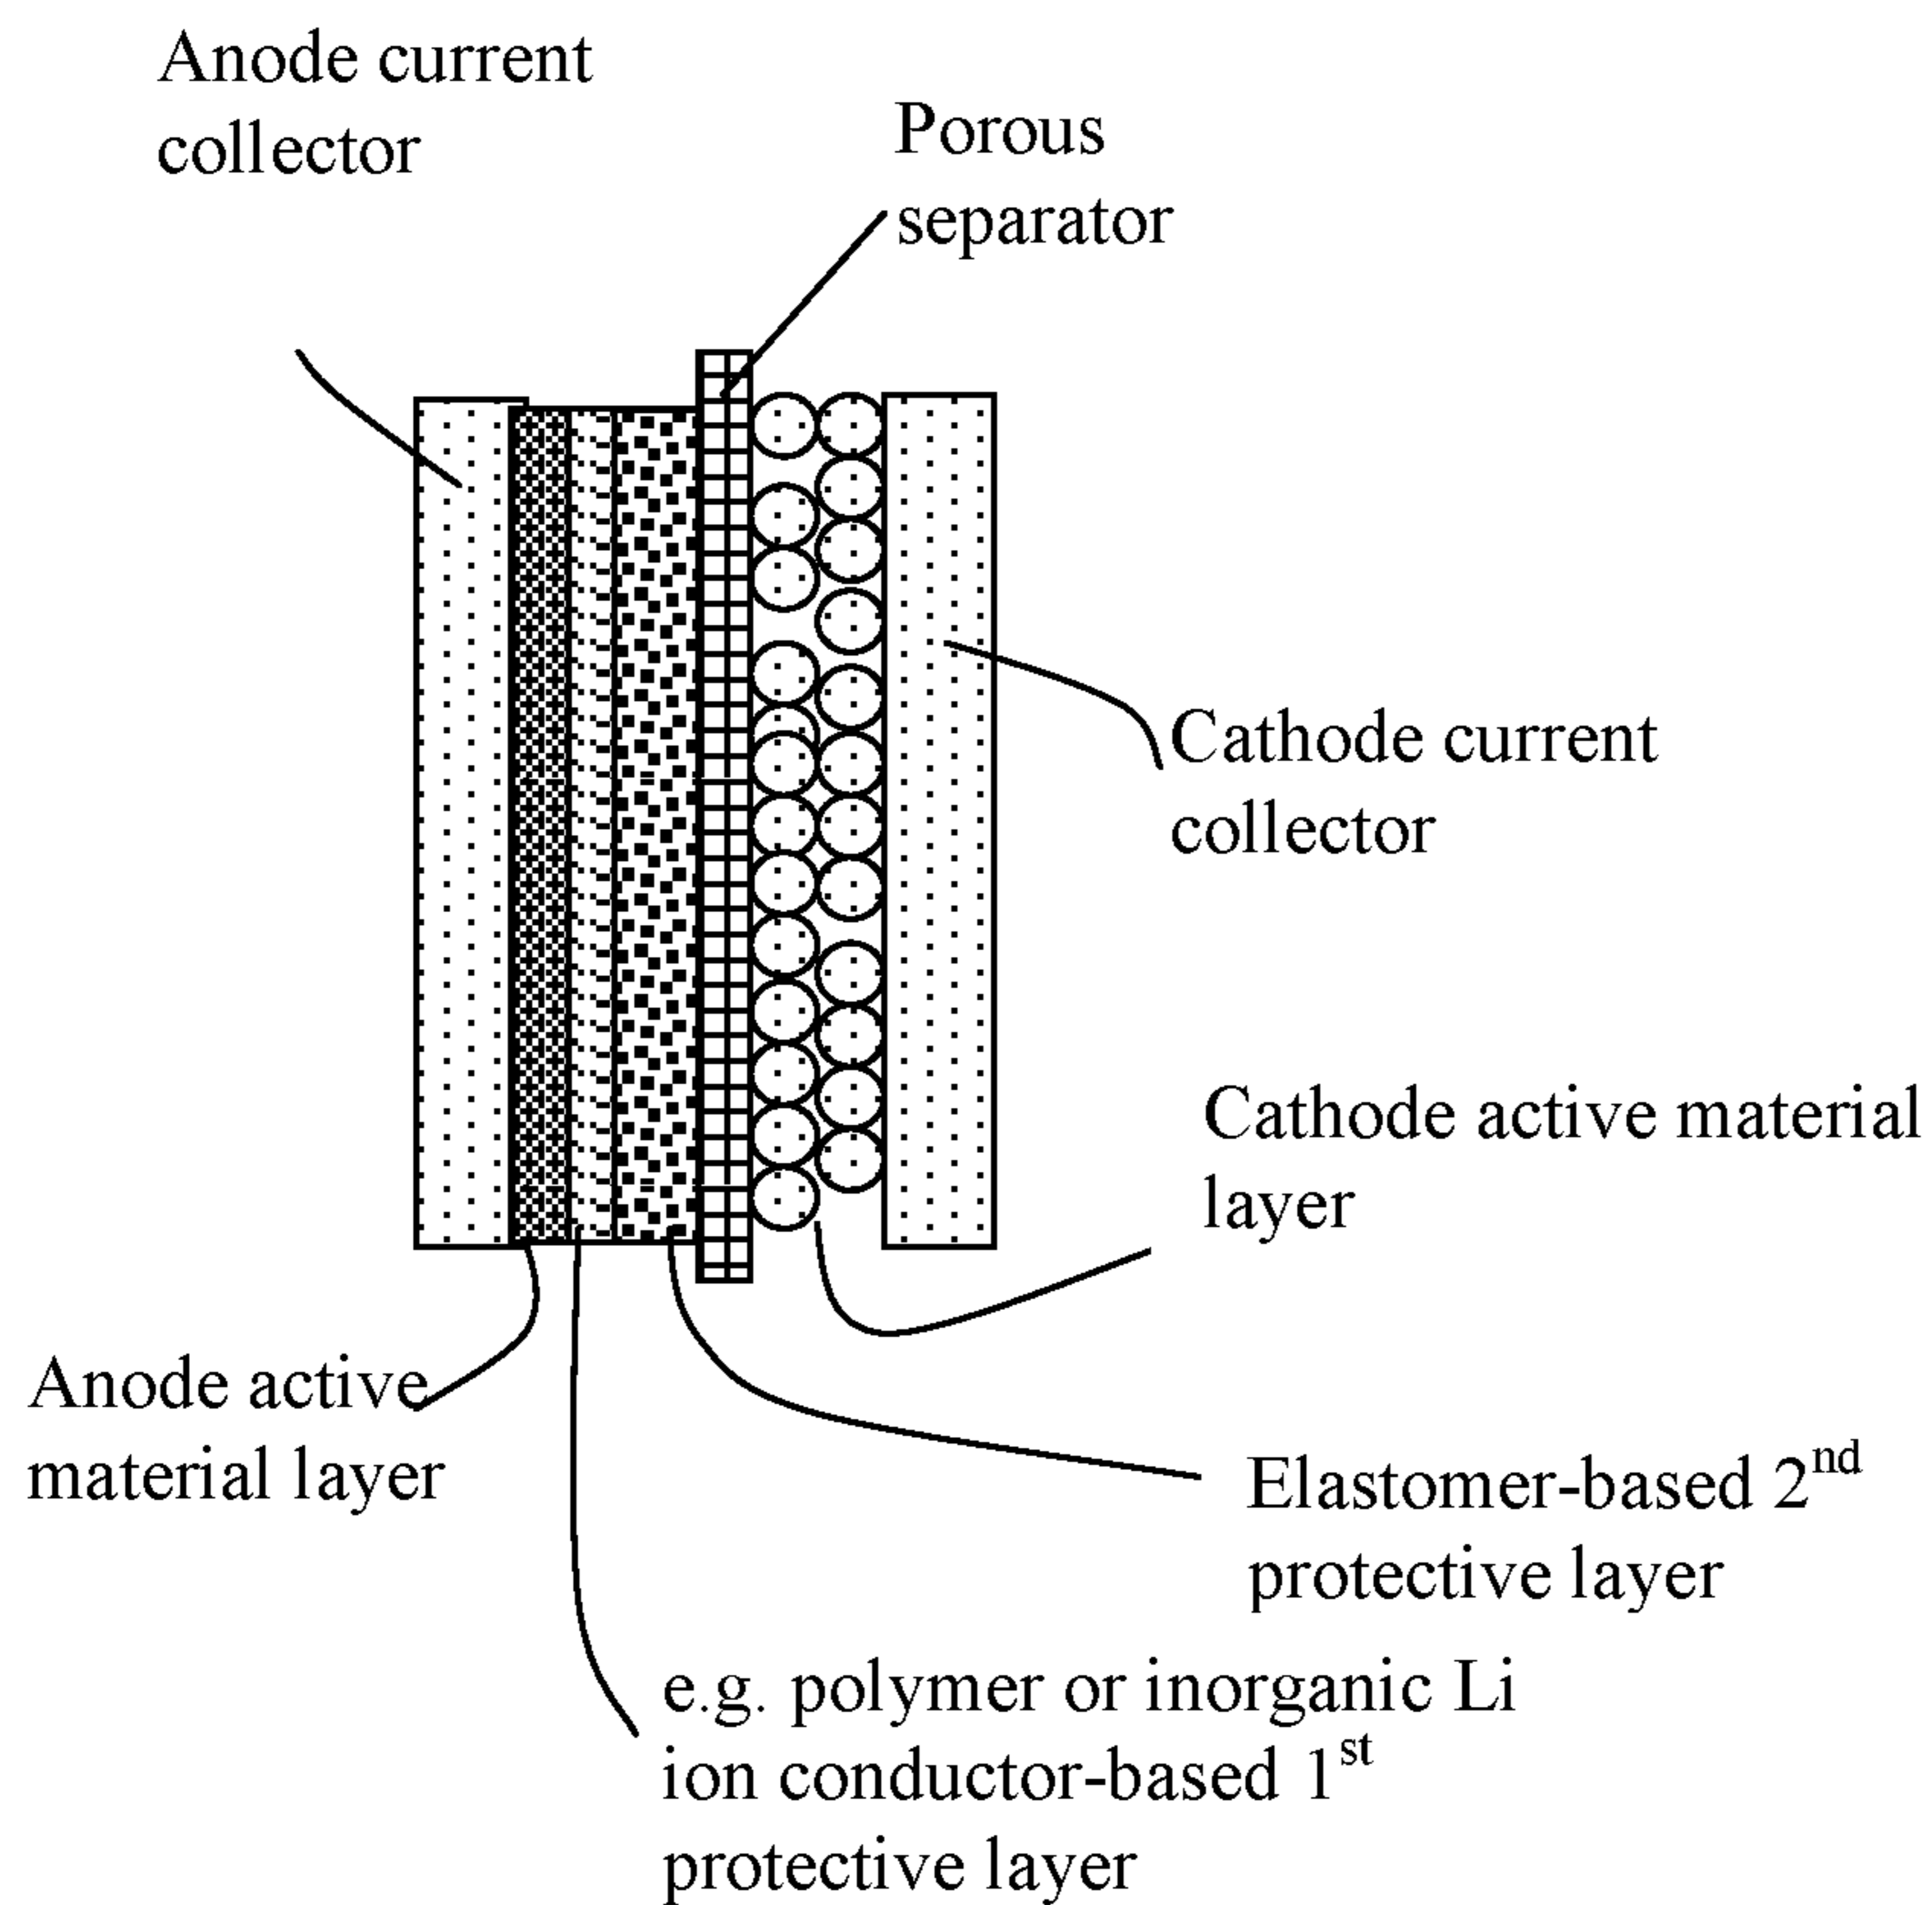 Anode current
collector
Porous
separator
Cathode current
collector
Cathode active material
layer
Anode active
material layer
Elastomer-based 2nd
protective layer
e.g. polymer or inorganic Li
ion conductor-based 1st
protective layer